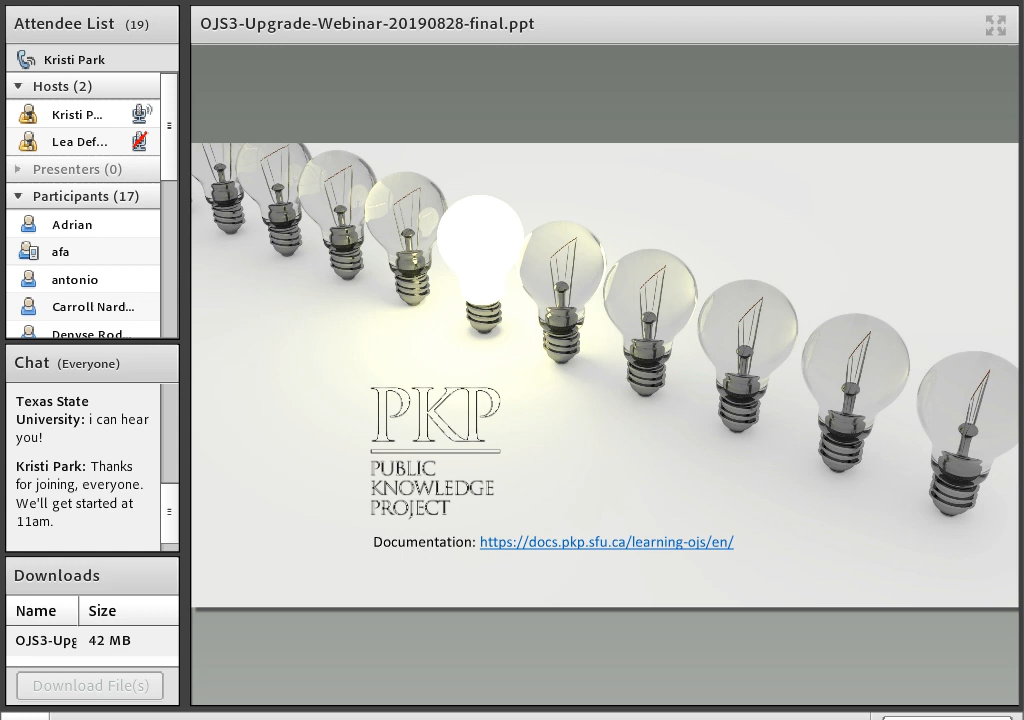 Attendee List (19)
Kristi Park
Hosts (2)
Kristi P...
Lea Def...
Presenters (0)
Participants (17)
Adrian
afa
antonio
Carroll Nard...
Denyse Rod...
Chat (Everyone)
Texas State
University: i can hear
you!
Kristi Park: Thanks
for joining, everyone.
We'll get started at
11am.
Downloads
Name Size
OJS3-Upg 42 MB
Download File(s)
OJS3-Upgrade-Webinar-20190828-final.ppt
PKP
PUBLIC
KNOWLEDGE
PROJECT
Documentation: https://docs.pkp.sfu.ca/learning-ojs/en/